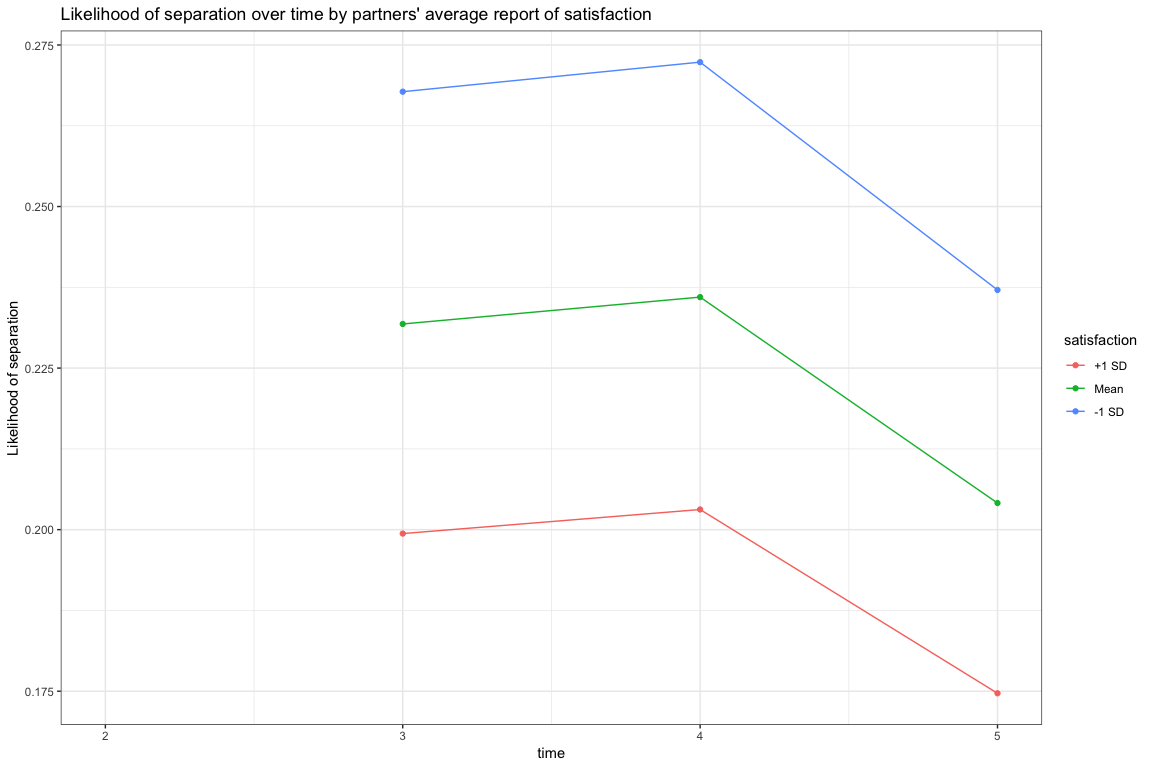 Likelihood of separation over time by partners' average report of satisfaction
0.275
0.250
0.225
0.200
0.175
Likelihood of separation
2 3 4 5
time
satisfaction
+1 SD
Mean
-1 SD